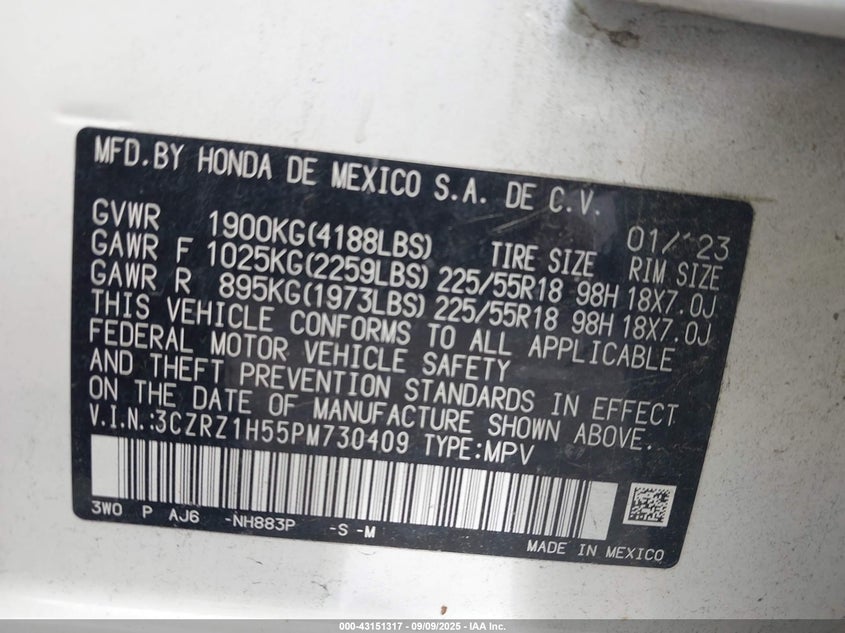 MFD.BY HONDA DE MEXICO S.A. DE C.V.
01/'23
GVWR 1900KG(4188LBS) TIRE SIZE RIM SIZE
GAWR F 1025KG(2259LBS) 225/55R18 98H 18X7.0J
GAWR R 895KG(1973LBS) 225/55R18 98H 18X7.0J
THIS VEHICLE CONFORMS TO ALL APPLICABLE
FEDERAL MOTOR VEHICLE SAFETY
AND THEFT PREVENTION STANDARDS IN EFFECT
ON THE DATE OF MANUFACTURE SHOWN ABOVE.
V.I.N.:3CZRZ1H55PM730409 TYPE:MPV
3W0 P AJ6 -NH883P -S -M
MADE IN MEXICO
000-43151317 - 09/09/2025 - IAA Inc.